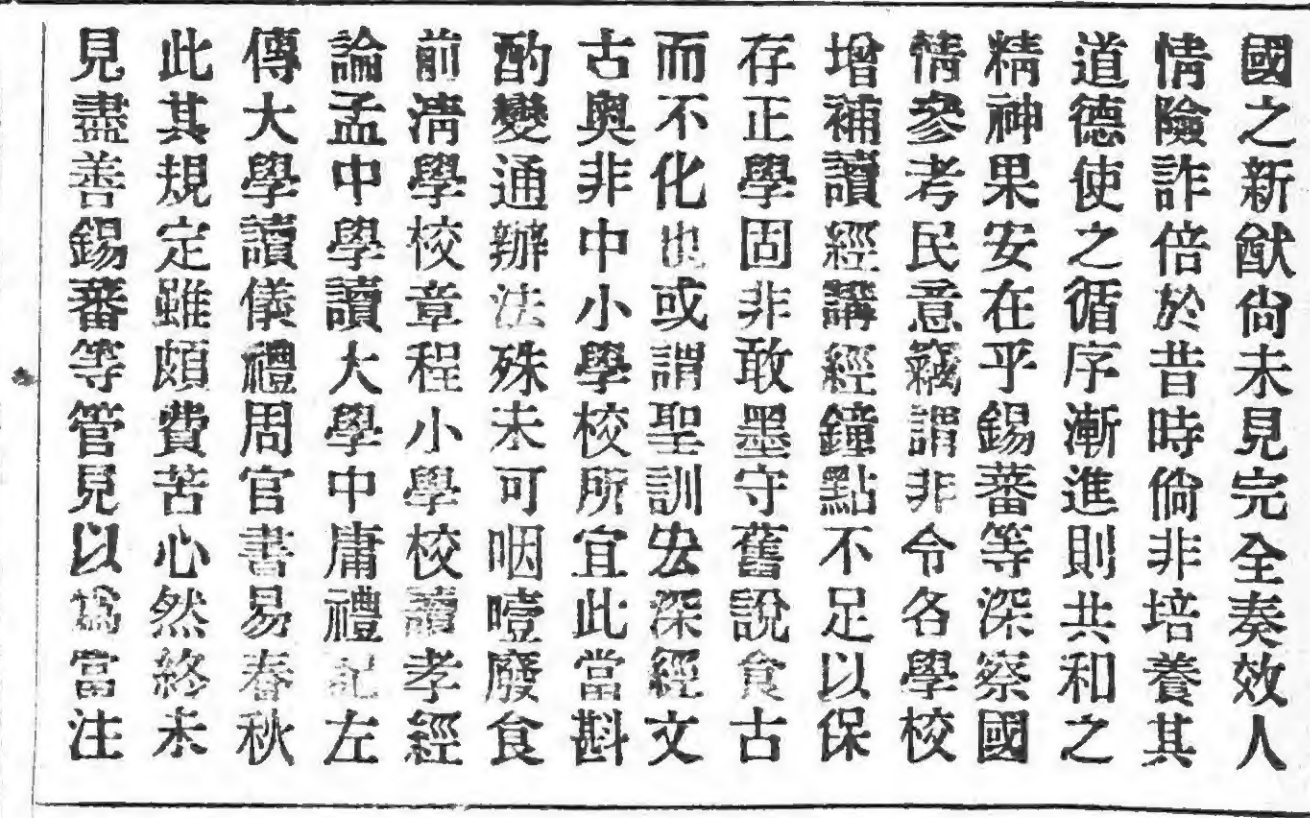 國之新猷尙未見完全奏效人
情險詐倍於昔時倘非培養其
道德使之循序漸進則共和之
精神果安在乎錫蕃等深察國
情參考民意竊謂非令各學校
增補讀經講經鐘點不足以保
存正學固非敢墨守舊說食古
而不化也或謂聖訓宏深經文
古奧非中小學校所宜此當斟
酌變通辦法殊未可咽噎廢食
前淸學校章程小學校讀孝經
論孟中學讀大學中庸禮記左
傳大學讀儀禮周官書易春秋
此其規定雖頗費苦心然終未
見盡善錫蕃等管見以爲當注